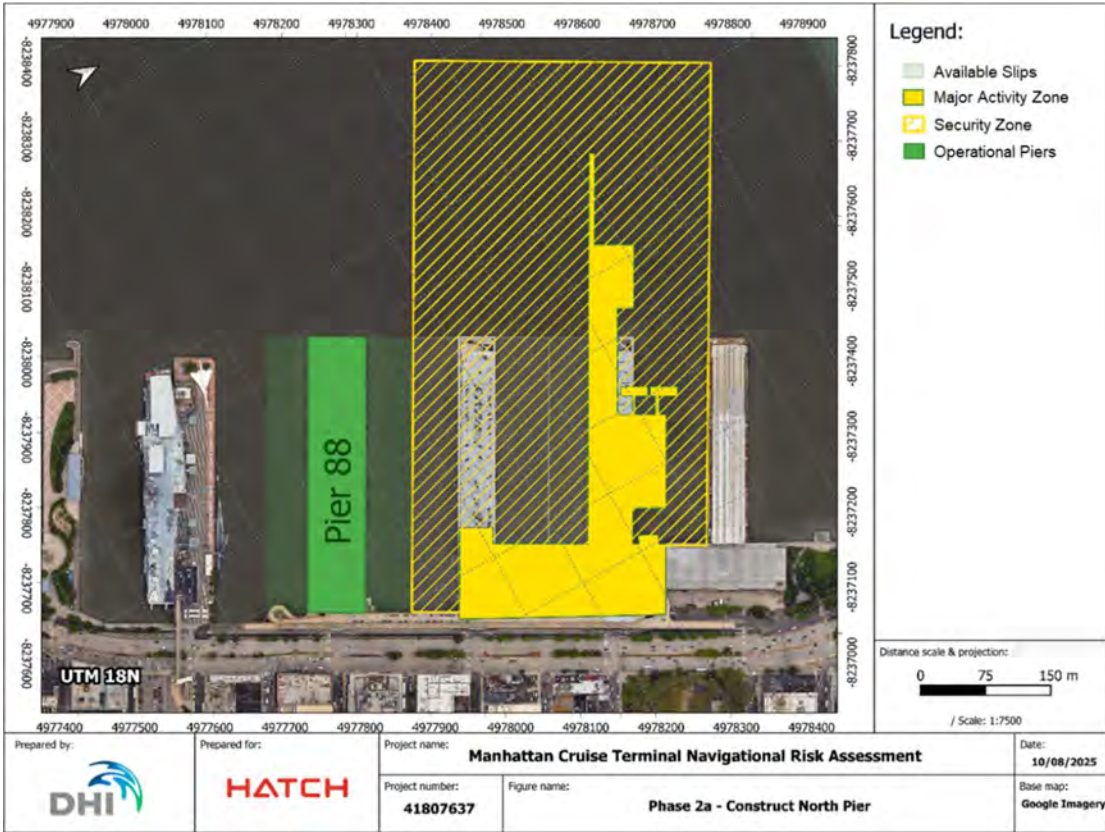 4977900 4978000 4978100 4978200 4978300 4978400 4978500 4978600 4978700 4978800 4978900
-8238400
-8238300
-8238200
-8238100
-8238000
-8237900
-8237800
-8237700
-8237600
-8237800
-8237700
-8237600
-8237500
-8237400
-8237300
-8237200
-8237100
-8237000
Pier 88
UTM 18N
4977400 4977500 4977600 4977700 4977800 4977900 4978000 4978100 4978200 4978300 4978400
Legend:
Available Slips
Major Activity Zone
Security Zone
Operational Piers
Distance scale & projection:
0 75 150 m
/ Scale: 1:7500
Prepared by:
DHI
Prepared for:
HATCH
Project name:
Manhattan Cruise Terminal Navigational Risk Assessment
Project number:
41807637
Figure name:
Phase 2a - Construct North Pier
Date:
10/08/2025
Base map:
Google Imagery